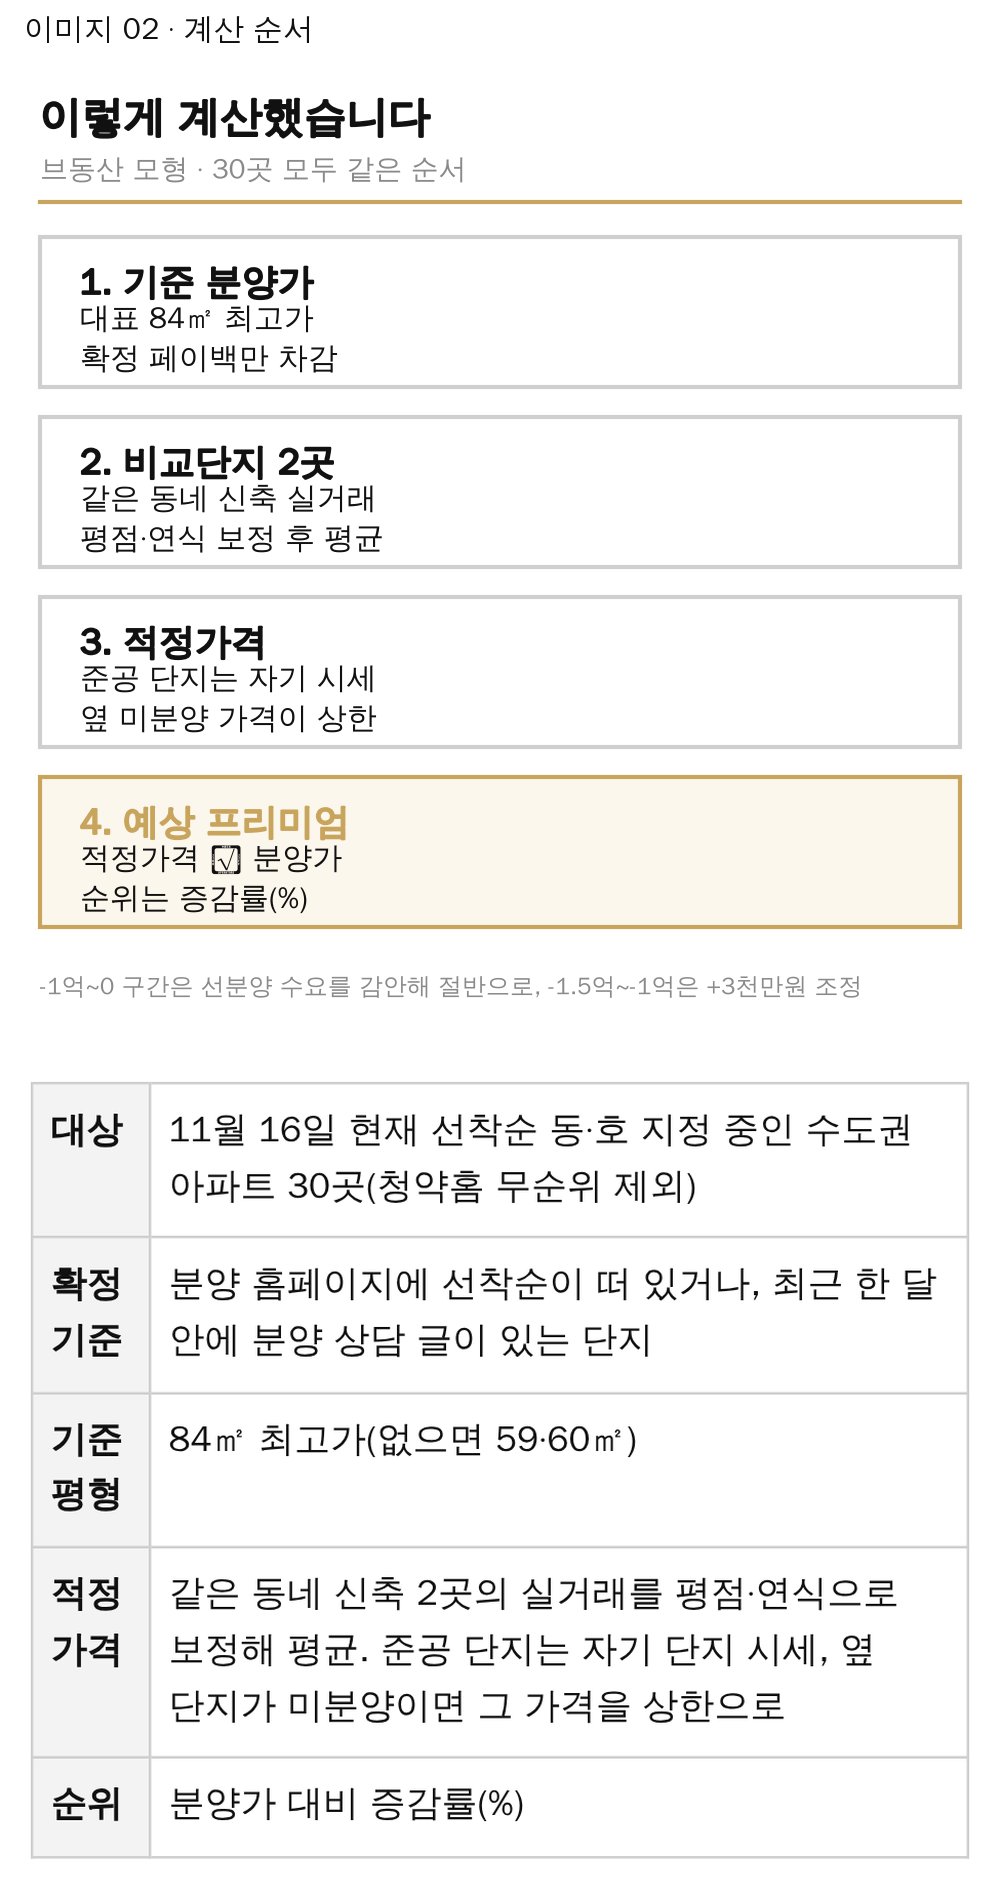 이미지 02 · 계산 순서
이렇게 계산했습니다
브동산 모형 · 30곳 모두 같은 순서
1. 기준 분양가
대표 84㎡ 최고가
확정 페이백만 차감
2. 비교단지 2곳
같은 동네 신축 실거래
평점·연식 보정 후 평균
3. 적정가격
준공 단지는 자기 시세
옆 미분양 가격이 상한
4. 예상 프리미엄
적정가격 √ 분양가
순위는 증감률(%)
-1억~0 구간은 선분양 수요를 감안해 절반으로, -1.5억~-1억은 +3천만원 조정
대상
11월 16일 현재 선착순 동·호 지정 중인 수도권
아파트 30곳(청약홈 무순위 제외)
확정
기준
분양 홈페이지에 선착순이 떠 있거나, 최근 한 달
안에 분양 상담 글이 있는 단지
기준
평형
84㎡ 최고가(없으면 59·60㎡)
적정
가격
같은 동네 신축 2곳의 실거래를 평점·연식으로
보정해 평균. 준공 단지는 자기 단지 시세, 옆
단지가 미분양이면 그 가격을 상한으로
순위
분양가 대비 증감률(%)